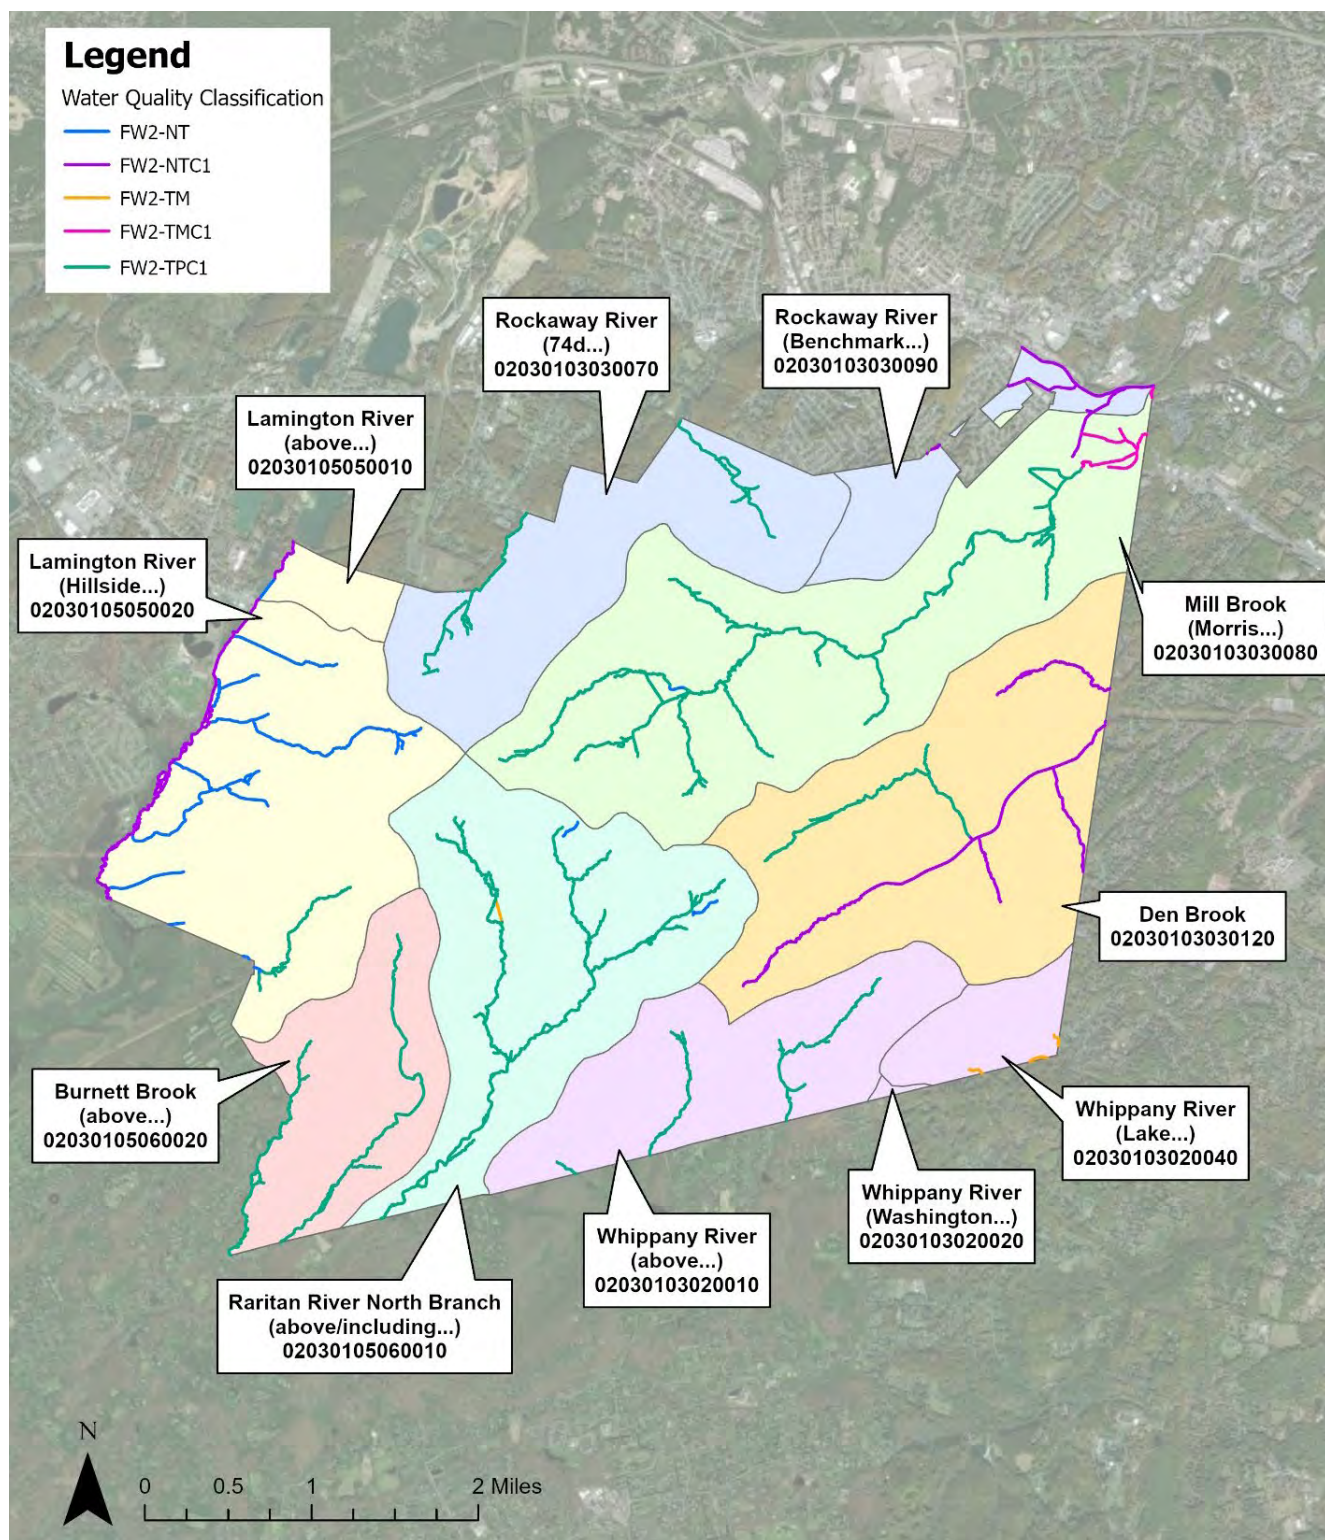 Legend
Water Quality Classification
FW2-NT
FW2-NTC1
FW2-TM
FW2-TMC1
FW2-TPC1
Rockaway River
(74d...)
02030103030070
Rockaway River
(Benchmark...)
02030103030090
Lamington River
(above...)
02030105050010
Lamington River
(Hillside...)
02030105050020
Mill Brook
(Morris...)
02030103030080
Den Brook
02030103030120
Burnett Brook
(above...)
02030105060020
Whippany River
(Lake...)
02030103020040
Whippany River
(Washington...)
02030103020020
Whippany River
(above...)
02030103020010
Raritan River North Branch
(above/including...)
02030105060010
N
0 0.5 1 2 Miles